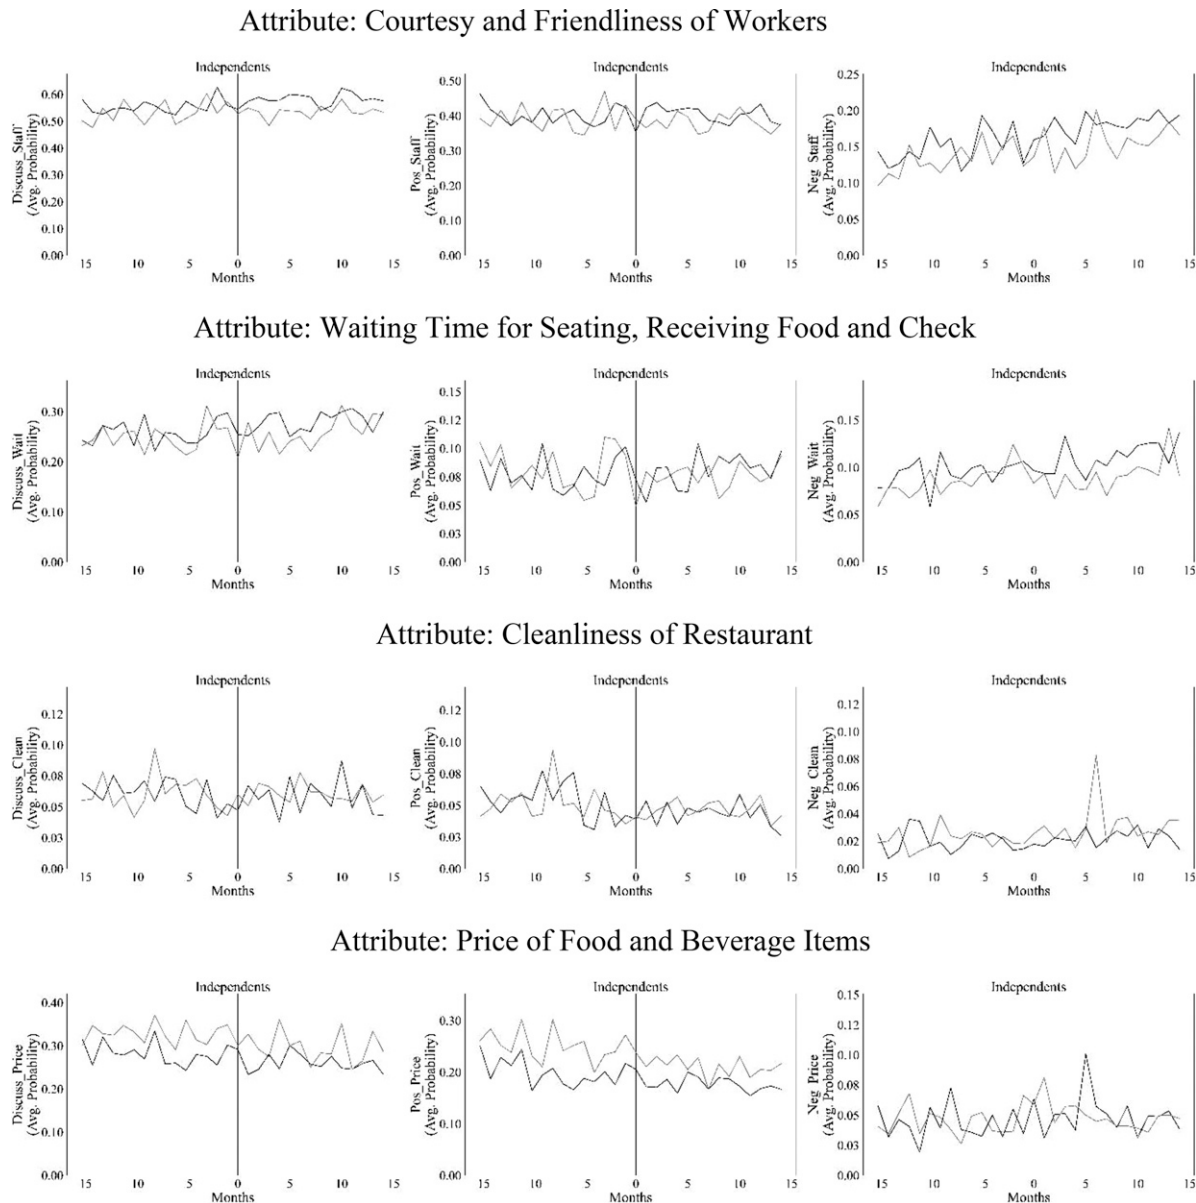 Attribute: Courtesy and Friendliness of Workers
Independents
Discuss_Staff
(Avg. Probability)
0.60
0.50
0.40
0.30
0.20
0.10
0.00
15 10 5 0 5 10 15
Months
Independents
Pos_Staff
(Avg. Probability)
0.50
0.40
0.30
0.20
0.10
0.00
15 10 5 0 5 10 15
Months
Independents
Neg_Staff
(Avg. Probability)
0.25
0.20
0.15
0.10
0.05
0.00
15 10 5 0 5 10 15
Months
Attribute: Waiting Time for Seating, Receiving Food and Check
Independents
Discuss_Wait
(Avg. Probability)
0.30
0.20
0.10
0.00
15 10 5 0 5 10 15
Months
Independents
Pos_Wait
(Avg. Probability)
0.15
0.13
0.10
0.08
0.05
0.03
0.00
15 10 5 0 5 10 15
Months
Independents
Neg_Wait
(Avg. Probability)
0.15
0.10
0.05
0.00
15 10 5 0 5 10 15
Months
Attribute: Cleanliness of Restaurant
Independents
Discuss_Clean
(Avg. Probability)
0.12
0.10
0.08
0.05
0.03
0.00
15 10 5 0 5 10 15
Months
Independents
Pos_Clean
(Avg. Probability)
0.12
0.10
0.08
0.05
0.03
0.00
15 10 5 0 5 10 15
Months
Independents
Neg_Clean
(Avg. Probability)
0.12
0.10
0.08
0.06
0.04
0.02
0.00
15 10 5 0 5 10 15
Months
Attribute: Price of Food and Beverage Items
Independents
Discuss_Price
(Avg. Probability)
0.40
0.30
0.20
0.10
0.00
15 10 5 0 5 10 15
Months
Independents
Pos_Price
(Avg. Probability)
0.30
0.20
0.10
0.00
15 10 5 0 5 10 15
Months
Independents
Neg_Price
(Avg. Probability)
0.15
0.12
0.10
0.08
0.05
0.03
0.00
15 10 5 0 5 10 15
Months